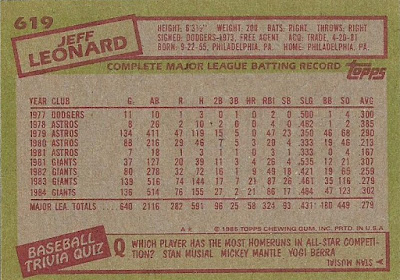 619
JEFF
LEONARD
HEIGHT: 6'3½" WEIGHT: 200 BATS: RIGHT THROWS: RIGHT
SIGNED: DODGERS-1973, FREE AGENT ACQ: TRADE, 4-20-81
BORN: 9-22-55, PHILADELPHIA, PA. HOME: PHILADELPHIA, PA.
COMPLETE MAJOR LEAGUE BATTING RECORD
Topps
YEAR CLUB G AB R H 2B 3B HR RBI SB SLG BB SO AVG
1977 DODGERS 11 10 1 3 0 1 0 2 0 .500 1 4 .300
1978 ASTROS 8 26 2 10 2 0 0 4 0 .462 1 2 .385
1979 ASTROS 134 411 47 119 15 5 0 47 23 .350 46 68 .290
1980 ASTROS 88 216 29 46 7 5 3 20 4 .333 19 46 .213
1981 ASTROS 7 18 1 3 1 1 0 3 1 .333 0 4 .167
1981 GIANTS 37 127 20 39 11 3 4 26 4 .535 12 21 .307
1982 GIANTS 80 278 32 72 16 1 9 49 18 .421 19 65 .259
1983 GIANTS 139 516 74 144 17 7 21 87 26 .461 35 116 .279
1984 GIANTS 136 514 76 155 27 2 21 86 17 .484 47 123 .302
MAJOR LEA. TOTALS 640 2116 282 591 96 25 58 324 93 .431 180 449 .279
© 1985 TOPPS CHEWING GUM, INC. PRTD. IN U.S.A.
BASEBALL
TRIVIA QUIZ
Q WHICH PLAYER HAS THE MOST HOMERUNS IN ALL-STAR COMPETI-
TION? STAN MUSIAL MICKEY MANTLE YOGI BERRA
A STAN MUSIAL